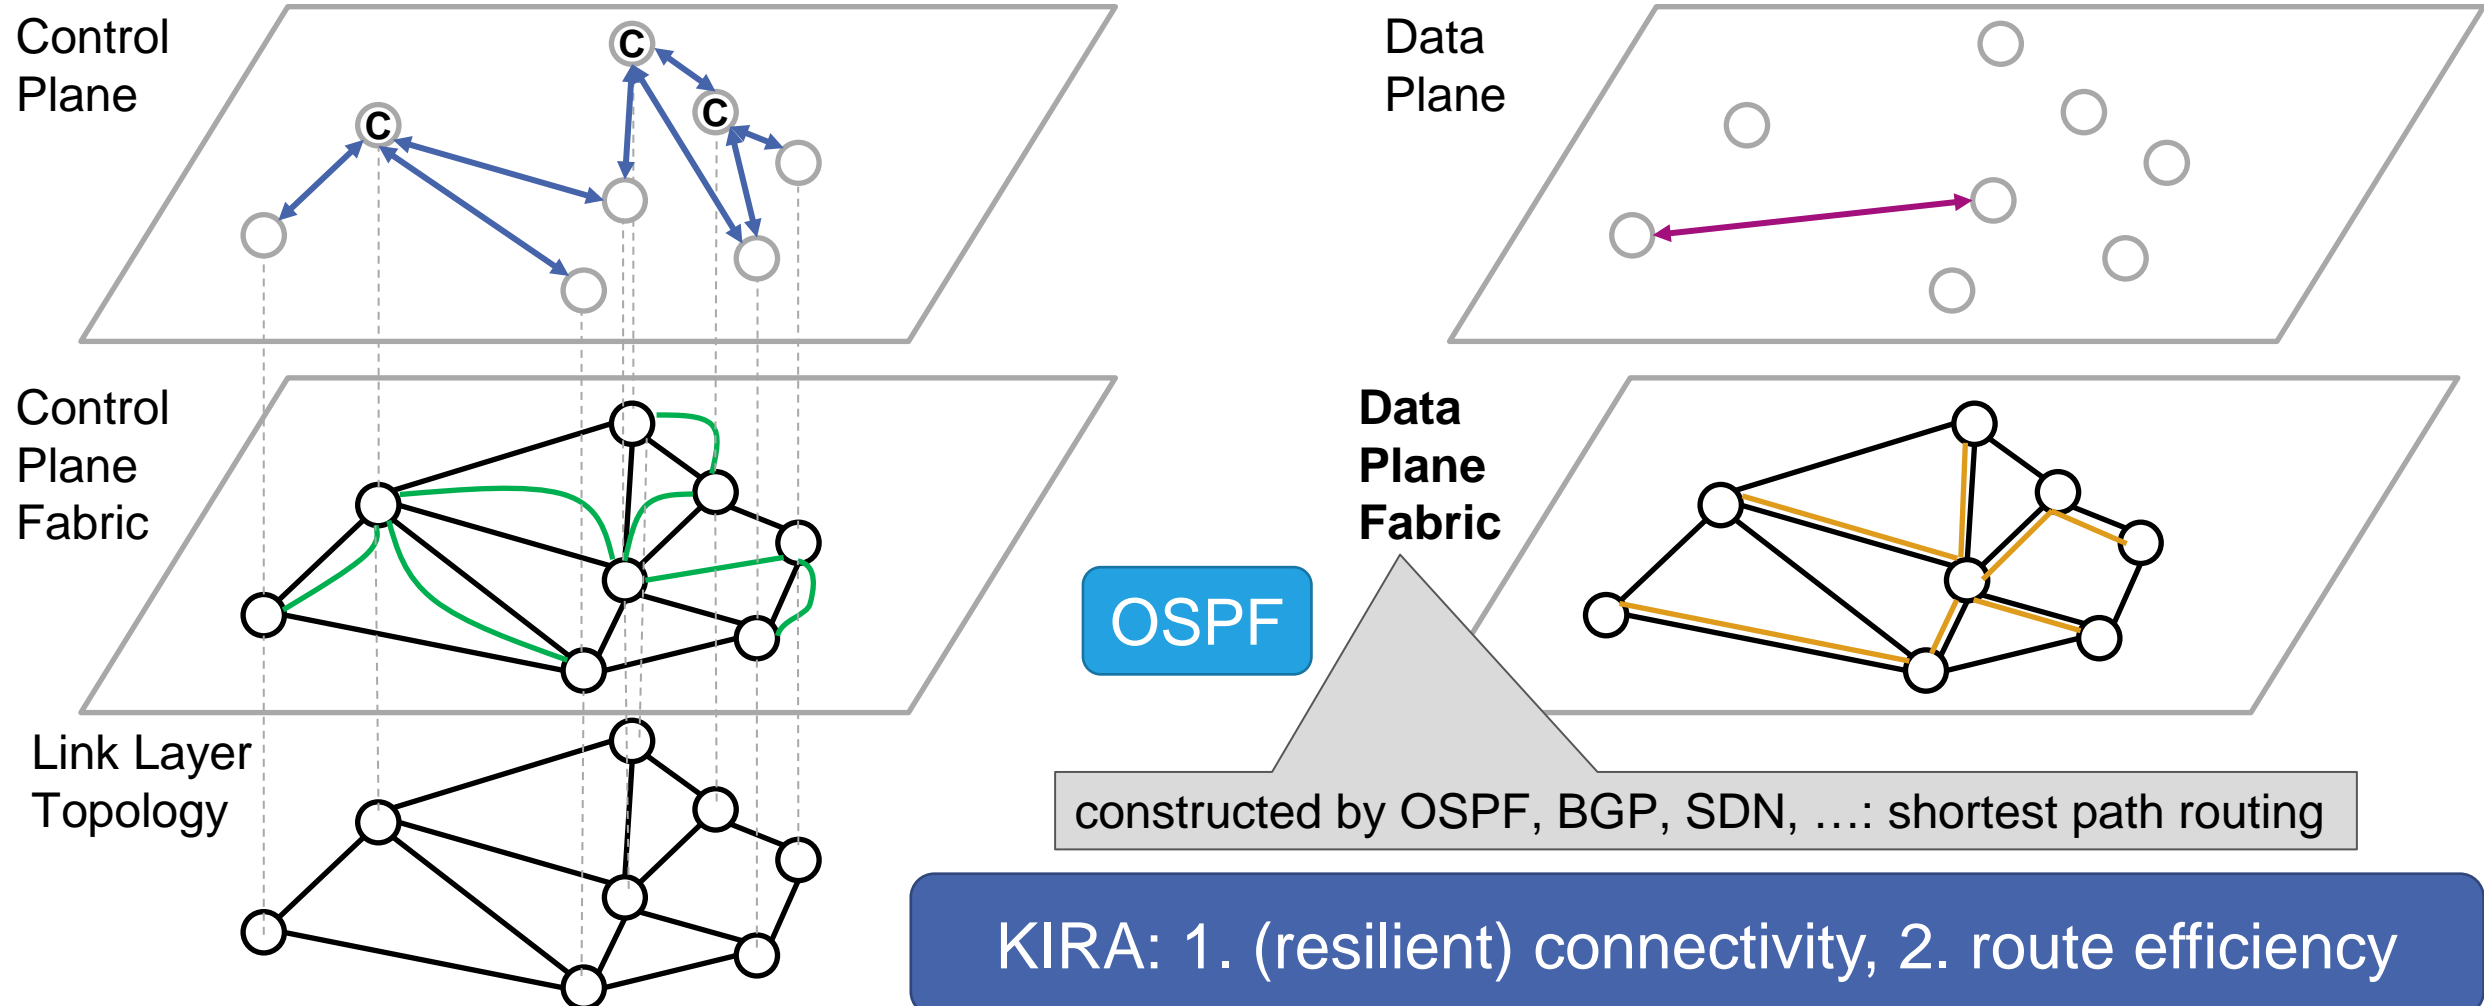 Control
Plane
C
C
C
Data
Plane
Control
Plane
Fabric
Data
Plane
Fabric
OSPF
Link Layer
Topology
constructed by OSPF, BGP, SDN, …: shortest path routing
KIRA: 1. (resilient) connectivity, 2. route efficiency